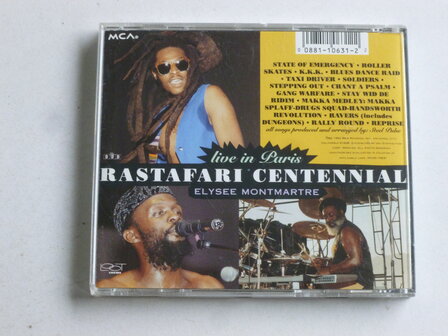 MCA®
0 0881-10631-2 2
STATE OF EMERGENCY • ROLLER
SKATES • K.K.K. • BLUES DANCE RAID
• TAXI DRIVER • SOLDIERS •
STEPPING OUT • CHANT A PSALM •
GANG WARFARE • STAY WID DE
RIDIM • MAKKA MEDLEY: MAKKA
SPLAFF-DRUGS SQUAD-HANDSWORTH
REVOLUTION • RAVERS (includes
DUNGEONS) • RALLY ROUND • REPRISE
all songs produced and arranged by: Steel Pulse
live in Paris
RASTAFARI CENTENNIAL
ELYSEE MONTMARTRE